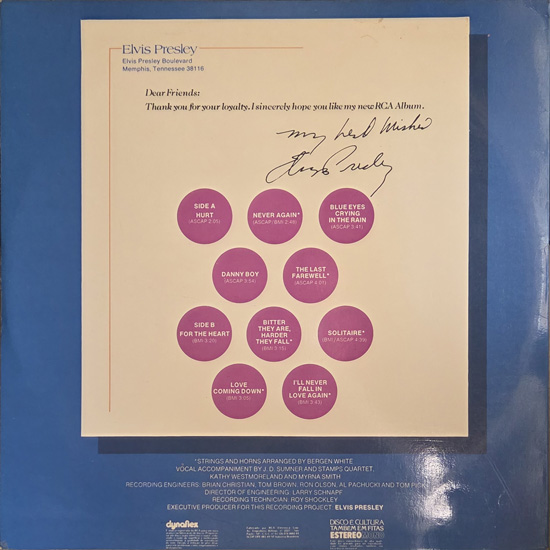 Elvis Presley
Elvis Presley Boulevard
Memphis, Tennessee 38116
Dear Friends:
Thank you for your loyalty. I sincerely hope you like my new RCA Album.
my best wishes
Elvis Presley
SIDE A
HURT
(ASCAP 2:05)
NEVER AGAIN*
(ASCAP/BMI 2:49)
BLUE EYES
CRYING
IN THE RAIN
(ASCAP 3:41)
DANNY BOY
(ASCAP 3:54)
THE LAST
FAREWELL*
(ASCAP 4:01)
SIDE B
FOR THE HEART
(BMI 3:20)
BITTER
THEY ARE,
HARDER
THEY FALL*
(BMI 3:15)
SOLITAIRE*
(BMI/ASCAP 4:39)
LOVE
COMING DOWN*
(BMI 3:05)
I'LL NEVER
FALL IN
LOVE AGAIN*
(BMI 3:43)
*STRINGS AND HORNS ARRANGED BY BERGEN WHITE
VOCAL ACCOMPANIMENT BY J. D. SUMNER AND STAMPS QUARTET,
KATHY WESTMORELAND AND MYRNA SMITH
RECORDING ENGINEERS: BRIAN CHRISTIAN, TOM BROWN, RON OLSON, AL PACHUCKI AND TOM
DIRECTOR OF ENGINEERING: LARRY SCHNAPF
RECORDING TECHNICIAN: ROY SHOCKLEY
EXECUTIVE PRODUCER FOR THIS RECORDING PROJECT: ELVIS PRESLEY
dynaflex
DISCO É CULTURA
TAMBÉM EM FITAS
ESTEREO MONO